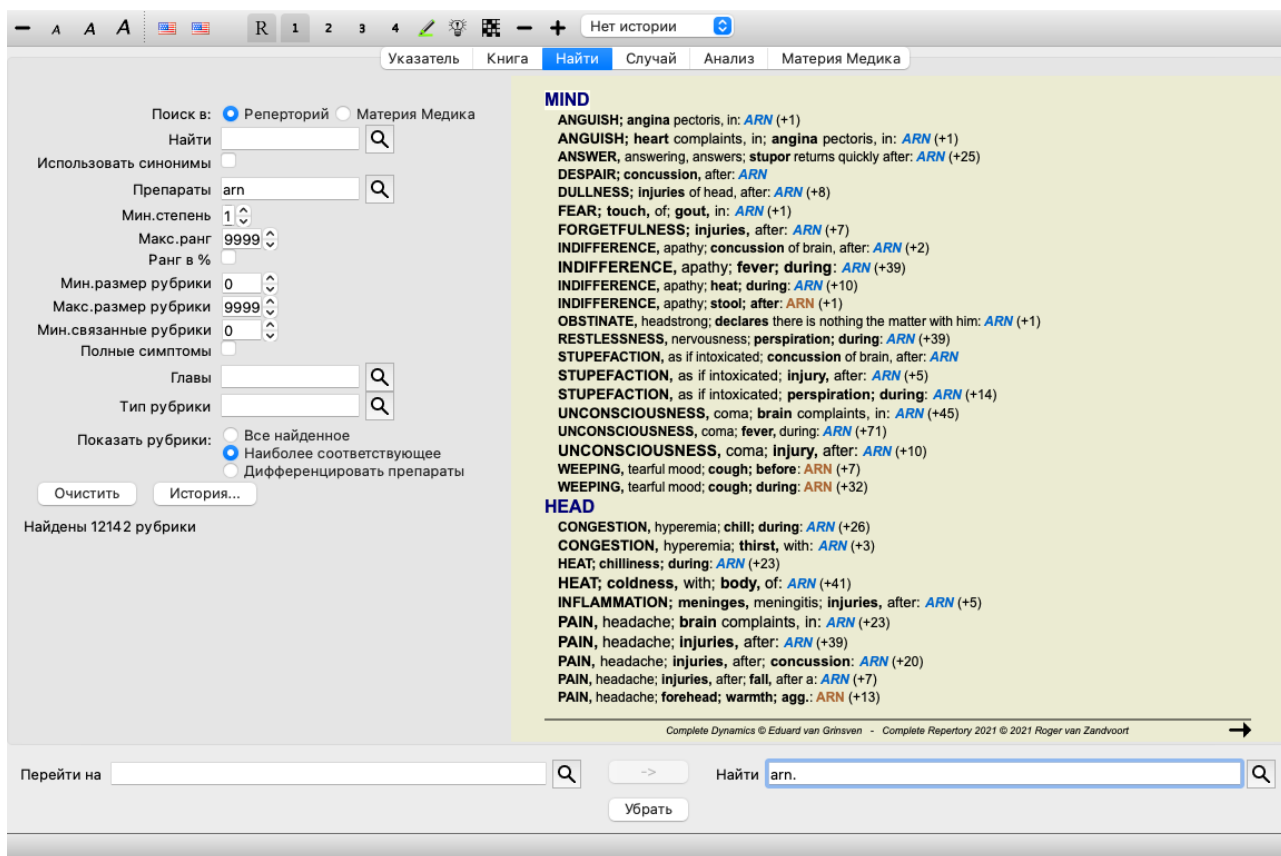 A A A R 1 2 3 4 Нет истории
Указатель Книга Найти Случай Анализ Материя Медика
Поиск в: Реперторий Материя Медика
Найти
Использовать синонимы
Препараты arn
Мин.степень 1
Макс.ранг 9999
Ранг в %
Мин.размер рубрики 0
Макс.размер рубрики 9999
Мин.связанные рубрики 0
Полные симптомы
Главы
Тип рубрики
Показать рубрики: Все найденное
Наиболее соответствующее
Дифференцировать препараты
Очистить История...
Найдены 12142 рубрики
MIND
ANGUISH; angina pectoris, in: ARN (+1)
ANGUISH; heart complaints, in; angina pectoris, in: ARN (+1)
ANSWER, answering, answers; stupor returns quickly after: ARN (+25)
DESPAIR; concussion, after: ARN
DULLNESS; injuries of head, after: ARN (+8)
FEAR; touch, of; gout, in: ARN (+1)
FORGETFULNESS; injuries, after: ARN (+7)
INDIFFERENCE, apathy; concussion of brain, after: ARN (+2)
INDIFFERENCE, apathy; fever; during: ARN (+39)
INDIFFERENCE, apathy; heat; during: ARN (+10)
INDIFFERENCE, apathy; stool; after: ARN (+1)
OBSTINATE, headstrong; declares there is nothing the matter with him: ARN (+1)
RESTLESSNESS, nervousness; perspiration; during: ARN (+39)
STUPEFACTION, as if intoxicated; concussion of brain, after: ARN
STUPEFACTION, as if intoxicated; injury, after: ARN (+5)
STUPEFACTION, as if intoxicated; perspiration; during: ARN (+14)
UNCONSCIOUSNESS, coma; brain complaints, in: ARN (+45)
UNCONSCIOUSNESS, coma; fever, during: ARN (+71)
UNCONSCIOUSNESS, coma; injury, after: ARN (+10)
WEEPING, tearful mood; cough; before: ARN (+7)
WEEPING, tearful mood; cough; during: ARN (+32)
HEAD
CONGESTION, hyperemia; chill; during: ARN (+26)
CONGESTION, hyperemia; thirst, with: ARN (+3)
HEAT; chilliness; during: ARN (+23)
HEAT; coldness, with; body, of: ARN (+41)
INFLAMMATION; meninges, meningitis; injuries, after: ARN (+5)
PAIN, headache; brain complaints, in: ARN (+23)
PAIN, headache; injuries, after: ARN (+39)
PAIN, headache; injuries, after; concussion: ARN (+20)
PAIN, headache; injuries, after; fall, after a: ARN (+7)
PAIN, headache; forehead; warmth; agg.: ARN (+13)
Complete Dynamics © Eduard van Grinsven - Complete Repertory 2021 © 2021 Roger van Zandvoort
Перейти на -> Найти arn.
Убрать